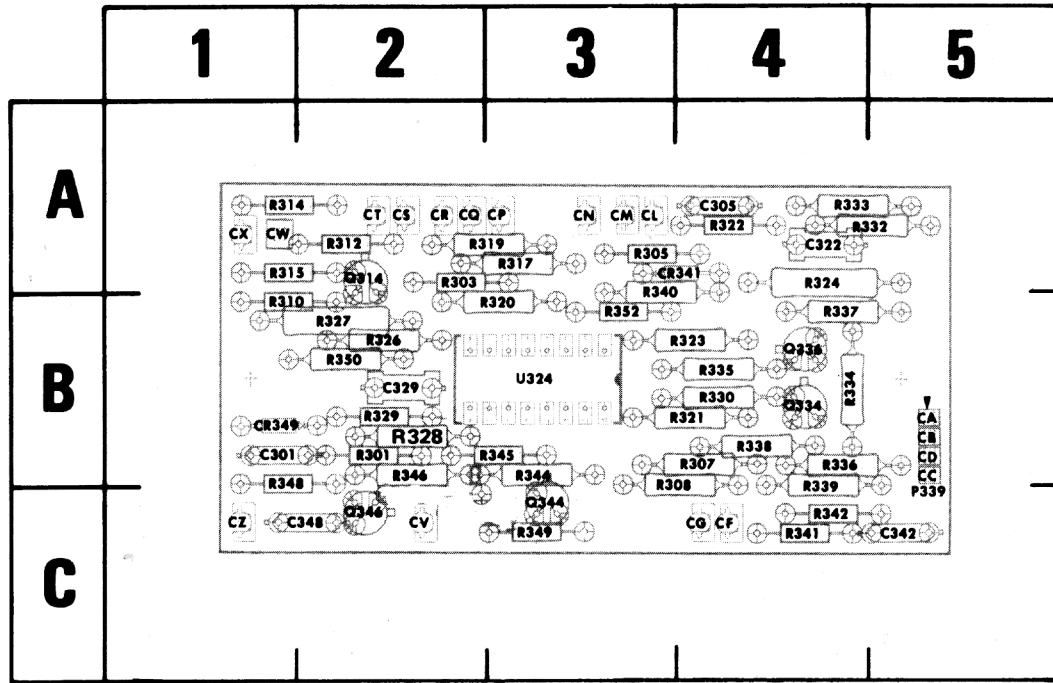 1 2 3 4 5
A
R314 CT CS CR CQ CP CN CM CL C305 R333
CX CW R322 R332
R312 R319 R305 C322
R315 Q314 R303 R317 CR341 R324
R310 R320 R340
R327 R352 R337
R326 R323 Q336
R350 U324 R335 R334
B
C329 R330 Q334
CR349 R329 R321 CA
R328 R338 CB
C301 R301 R345 R307 R336 CD
R348 R346 R344 R308 R339 CC
P339
C
CZ C348 Q346 CV Q344 CG CF R342
R349 R341 C342